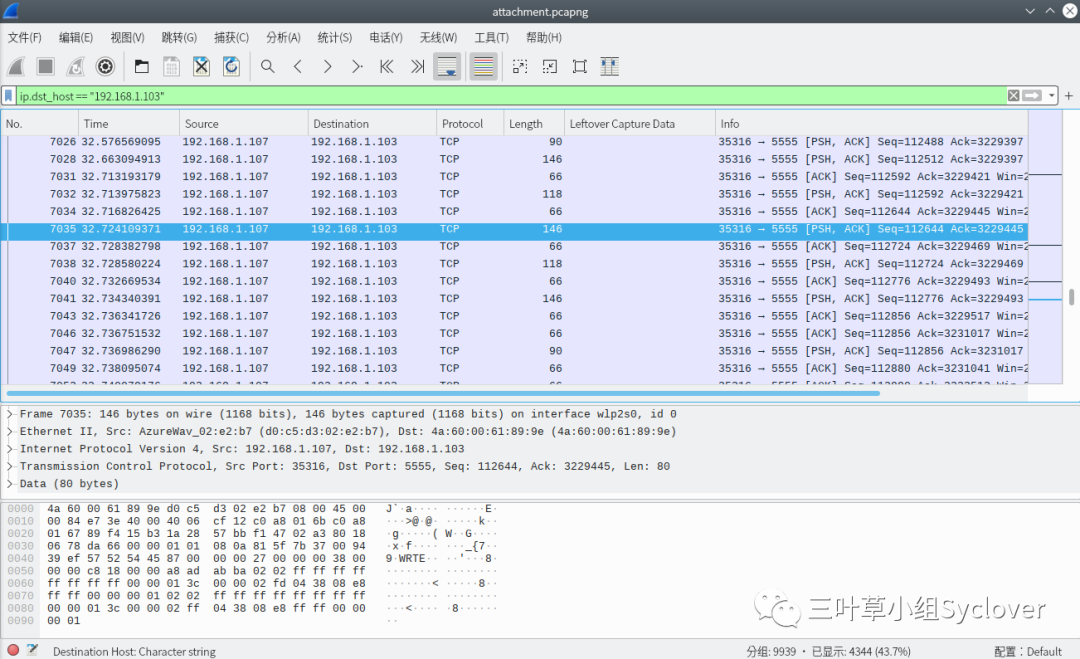 attachment.pcapng
文件(F) 编辑(E) 视图(V) 跳转(G) 捕获(C) 分析(A) 统计(S) 电话(Y) 无线(W) 工具(T) 帮助(H)
ip.dst_host == "192.168.1.103"
No. Time Source Destination Protocol Length Leftover Capture Data Info
7026 32.576569095 192.168.1.107 192.168.1.103 TCP 90 35316 → 5555 [PSH, ACK] Seq=112488 Ack=3229397
7028 32.663094913 192.168.1.107 192.168.1.103 TCP 146 35316 → 5555 [PSH, ACK] Seq=112512 Ack=3229397
7031 32.713193179 192.168.1.107 192.168.1.103 TCP 66 35316 → 5555 [ACK] Seq=112592 Ack=3229421 Win=2
7032 32.713975823 192.168.1.107 192.168.1.103 TCP 118 35316 → 5555 [PSH, ACK] Seq=112592 Ack=3229421
7034 32.716826425 192.168.1.107 192.168.1.103 TCP 66 35316 → 5555 [ACK] Seq=112644 Ack=3229445 Win=2
7035 32.724109371 192.168.1.107 192.168.1.103 TCP 146 35316 → 5555 [PSH, ACK] Seq=112644 Ack=3229445
7037 32.728382798 192.168.1.107 192.168.1.103 TCP 66 35316 → 5555 [ACK] Seq=112724 Ack=3229469 Win=2
7038 32.728580224 192.168.1.107 192.168.1.103 TCP 118 35316 → 5555 [PSH, ACK] Seq=112724 Ack=3229469
7040 32.732669534 192.168.1.107 192.168.1.103 TCP 66 35316 → 5555 [ACK] Seq=112776 Ack=3229493 Win=2
7041 32.734340391 192.168.1.107 192.168.1.103 TCP 146 35316 → 5555 [PSH, ACK] Seq=112776 Ack=3229493
7043 32.736341726 192.168.1.107 192.168.1.103 TCP 66 35316 → 5555 [ACK] Seq=112856 Ack=3229517 Win=2
7046 32.736751532 192.168.1.107 192.168.1.103 TCP 66 35316 → 5555 [ACK] Seq=112856 Ack=3231017 Win=2
7047 32.736986290 192.168.1.107 192.168.1.103 TCP 90 35316 → 5555 [PSH, ACK] Seq=112856 Ack=3231017
7049 32.738095074 192.168.1.107 192.168.1.103 TCP 66 35316 → 5555 [ACK] Seq=112880 Ack=3231041 Win=2
Frame 7035: 146 bytes on wire (1168 bits), 146 bytes captured (1168 bits) on interface wlp2s0, id 0
Ethernet II, Src: AzureWav_02:e2:b7 (d0:c5:d3:02:e2:b7), Dst: 4a:60:00:61:89:9e (4a:60:00:61:89:9e)
Internet Protocol Version 4, Src: 192.168.1.107, Dst: 192.168.1.103
Transmission Control Protocol, Src Port: 35316, Dst Port: 5555, Seq: 112644, Ack: 3229445, Len: 80
Data (80 bytes)
0000 4a 60 00 61 89 9e d0 c5 d3 02 e2 b7 08 00 45 00 J`·a···· ······E·
0010 00 84 e7 3e 40 00 40 06 cf 12 c0 a8 01 6b c0 a8 ···>@·@· ·····k··
0020 01 67 89 f4 15 b3 1a 28 57 bb f1 47 02 a3 80 18 ·g·····( W··G····
0030 06 78 da 66 00 00 01 01 08 0a 81 5f 7b 37 00 94 ·x·f···· ···_{7··
0040 39 ef 57 52 54 45 87 00 00 00 27 00 00 00 38 00 9·WRTE·· ··'···8·
0050 00 00 c8 18 00 00 a8 ad ab ba 02 02 ff ff ff ff ········ ········
0060 ff ff ff ff 00 00 01 3c 00 00 02 fd 04 38 08 e8 ·······< ·····8··
0070 ff ff 00 00 00 01 02 02 ff ff ff ff ff ff ff ff ········ ········
0080 00 00 01 3c 00 00 02 ff 04 38 08 e8 ff ff 00 00 ···<···· ·8······
0090 00 01 ··
三叶草小组Syclover
Destination Host: Character string 分组: 9939 · 已显示: 4344 (43.7%) 配置：Default